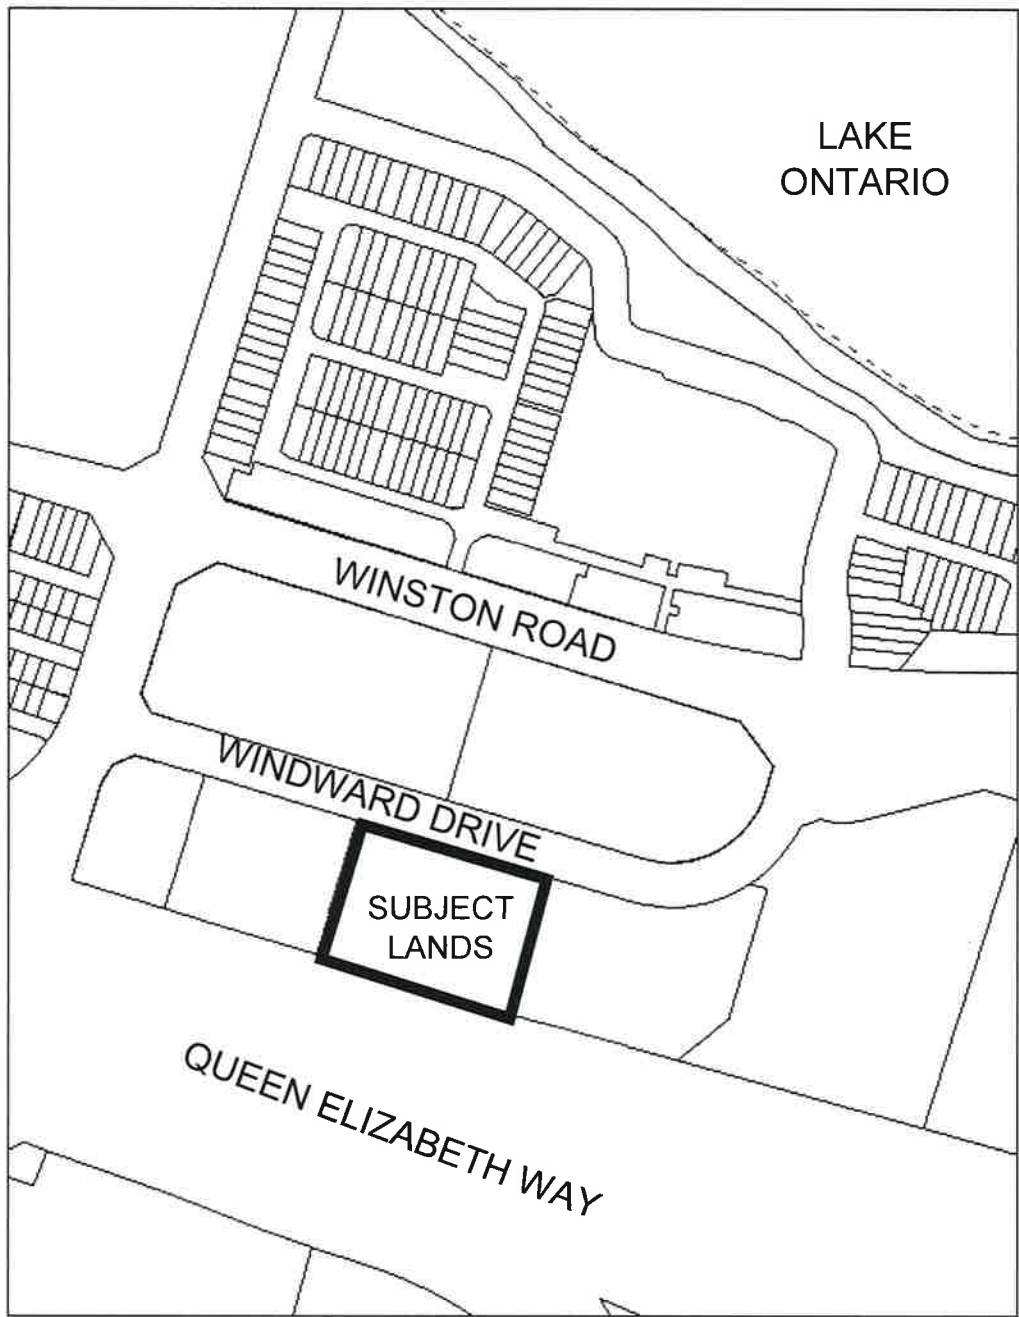 LAKE
ONTARIO
WINSTON ROAD
WINDWARD DRIVE
SUBJECT
LANDS
QUEEN ELIZABETH WAY